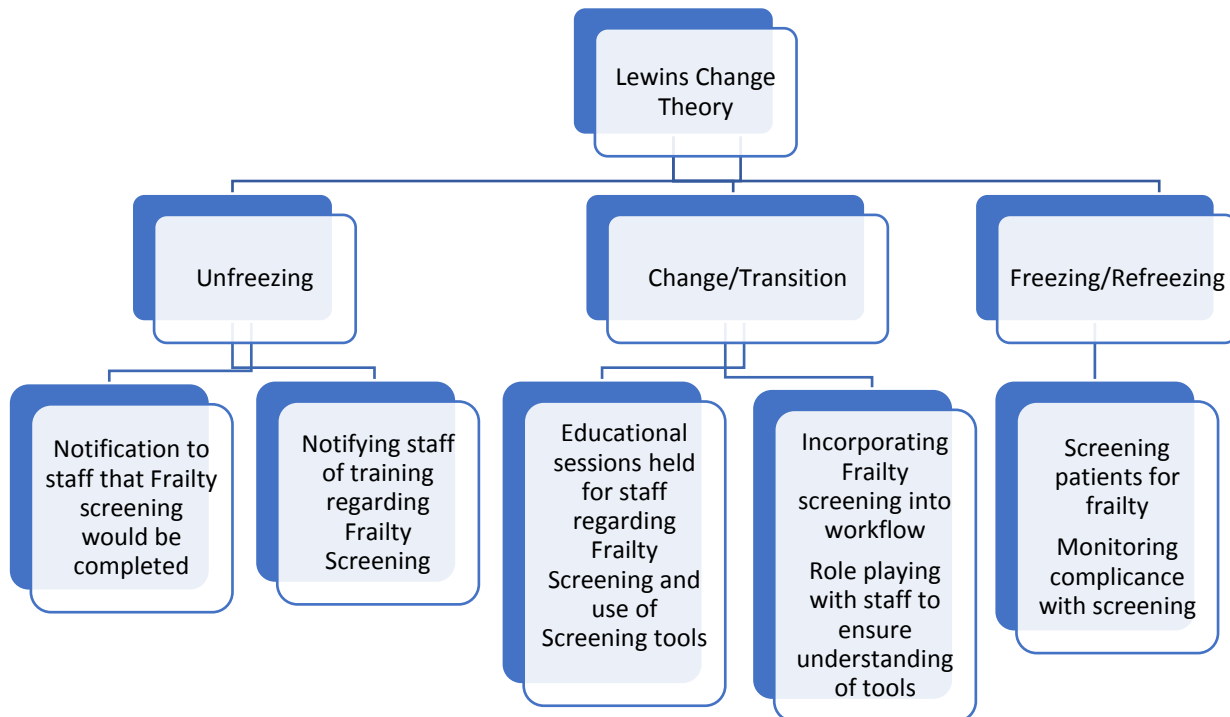 Lewins Change
Theory
Unfreezing
Change/Transition
Freezing/Refreezing
Notification to
staff that Frailty
screening
would be
completed
Notifying staff
of training
regarding
Frailty
Screening
Educational
sessions held
for staff
regarding
Frailty
Screening and
use of
Screening tools
Incorporating
Frailty
screening into
workflow
Role playing
with staff to
ensure
understanding
of tools
Screening
patients for
frailty
Monitoring
complicance
with screening